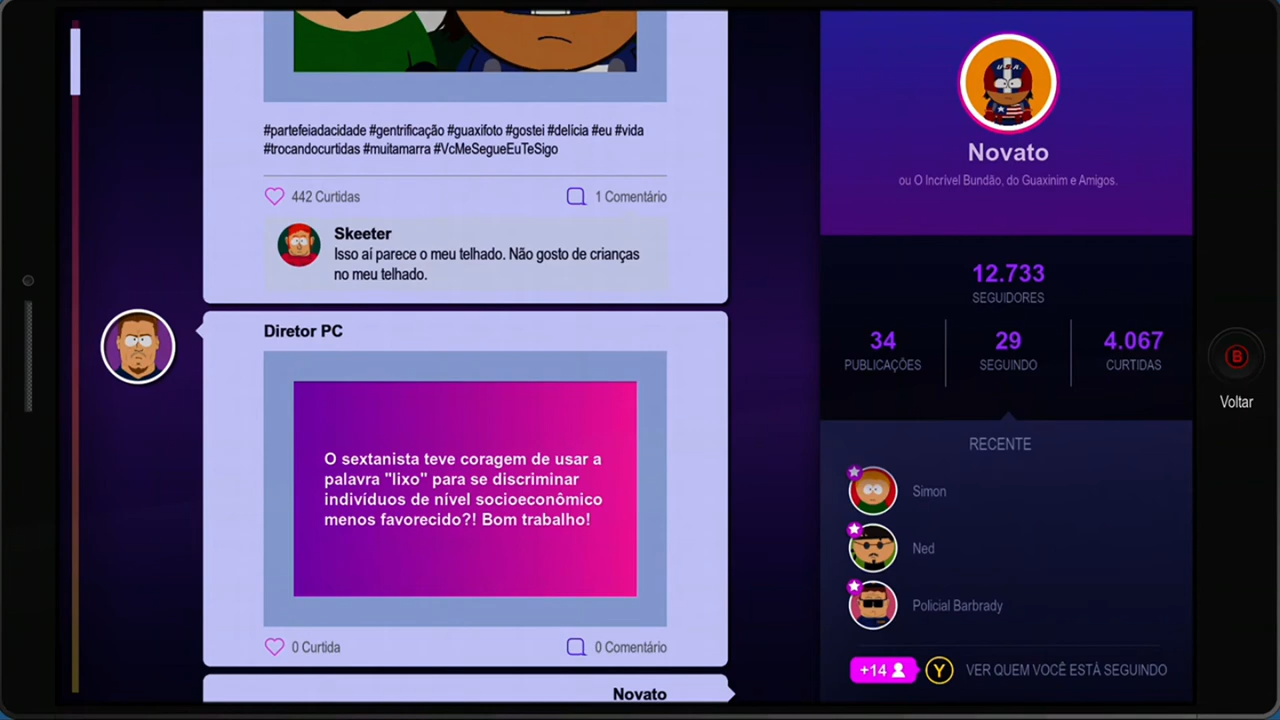 #partefeiadacidade #gentrificação #guaxifoto #gostei #delícia #eu #vida
#trocandocurtidas #muitamarra #VcMeSegueEuTeSigo
442 Curtidas
1 Comentário
Skeeter
Isso aí parece o meu telhado. Não gosto de crianças
no meu telhado.
Diretor PC
O sextanista teve coragem de usar a
palavra "lixo" para se discriminar
indivíduos de nível socioeconômico
menos favorecido?! Bom trabalho!
0 Curtida
0 Comentário
Novato
Novato
ou O Incrível Bundão, do Guaxinim e Amigos.
12.733
SEGUIDORES
34
PUBLICAÇÕES
29
SEGUINDO
4.067
CURTIDAS
RECENTE
Simon
Ned
Policial Barbrady
+14
Y
VER QUEM VOCÊ ESTÁ SEGUINDO
B
Voltar